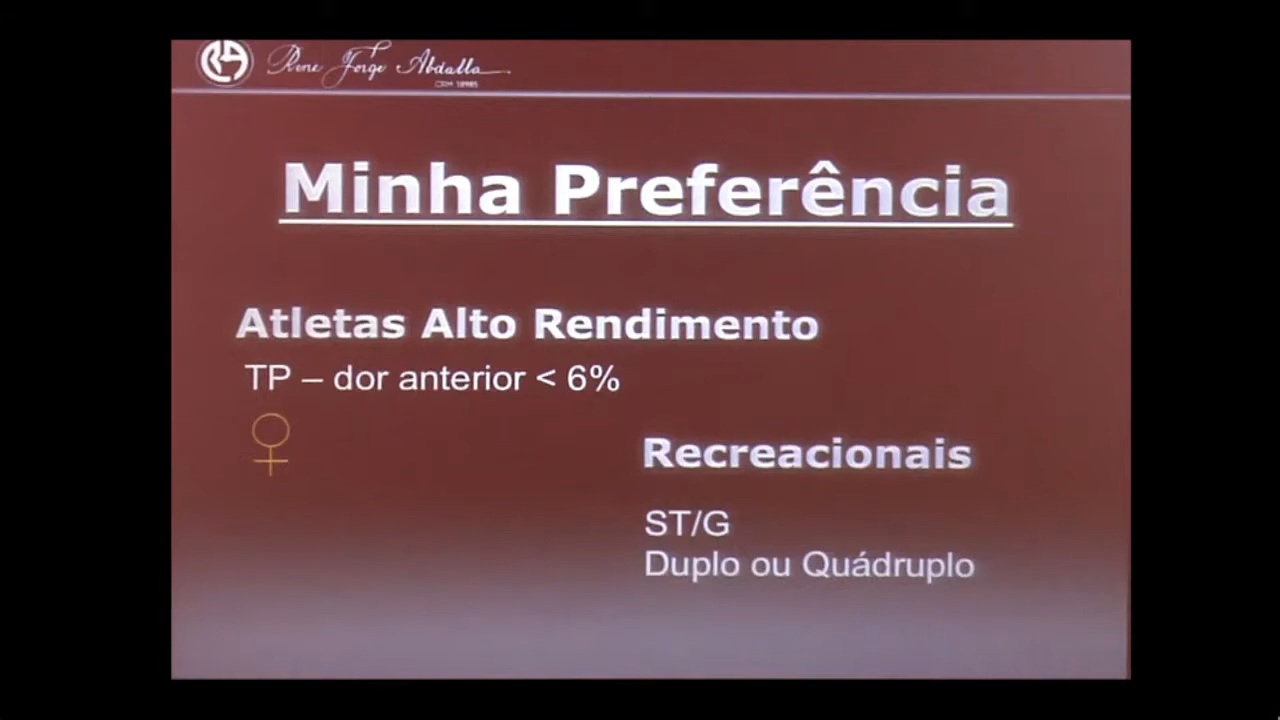 Rene Jorge Abdalla
Minha Preferência
Atletas Alto Rendimento
TP – dor anterior < 6%
Recreacionais
ST/G
Duplo ou Quádruplo